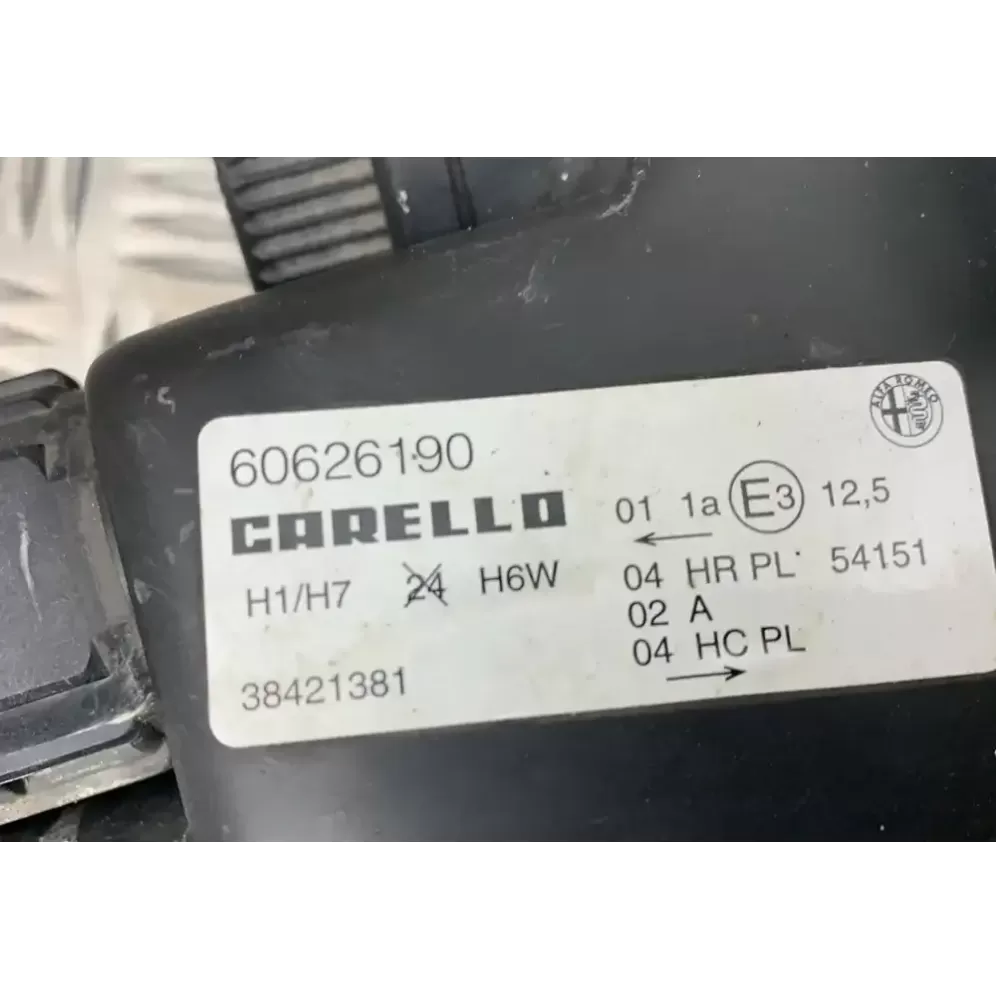 60626190
ALFA ROMEO
CARELLO
01 1a E3 12,5
H1/H7 24 H6W
04 HR PL 54151
02 A
04 HC PL
38421381